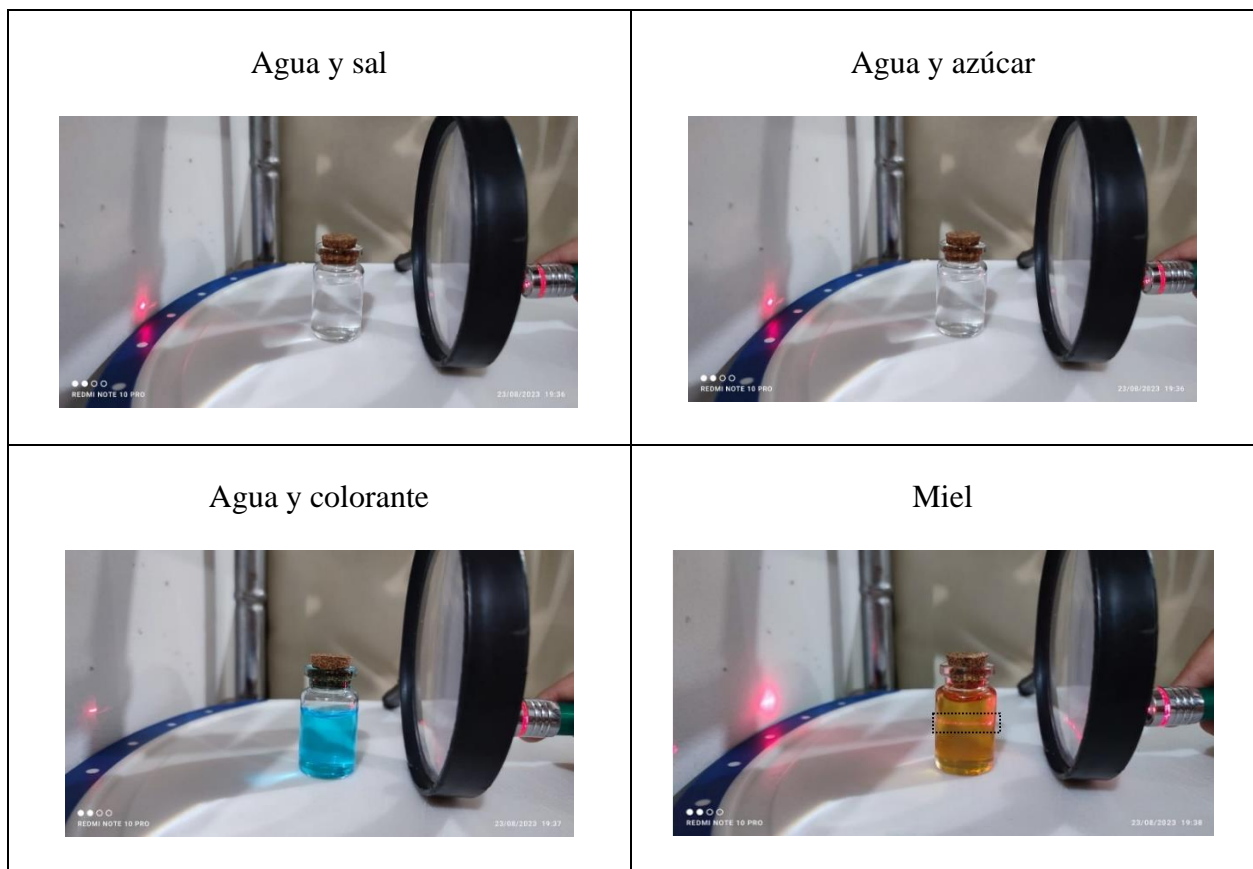 Agua y sal
Agua y azúcar
REDMI NOTE 10 PRO
23/08/2023 19:36
REDMI NOTE 10 PRO
23/08/2023 19:36
Agua y colorante
Miel
REDMI NOTE 10 PRO
23/08/2023 19:37
REDMI NOTE 10 PRO
23/08/2023 19:38